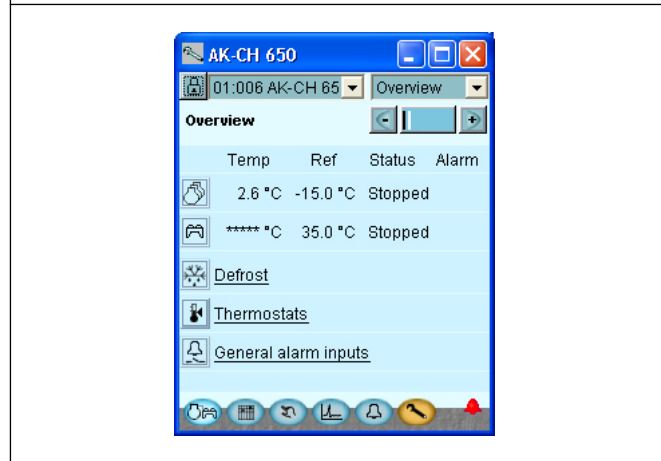 AK-CH 650
01:006 AK-CH 65 Overview
Overview
Temp Ref Status Alarm
2.6 °C -15.0 °C Stopped
***** °C 35.0 °C Stopped
Defrost
Thermostats
General alarm inputs